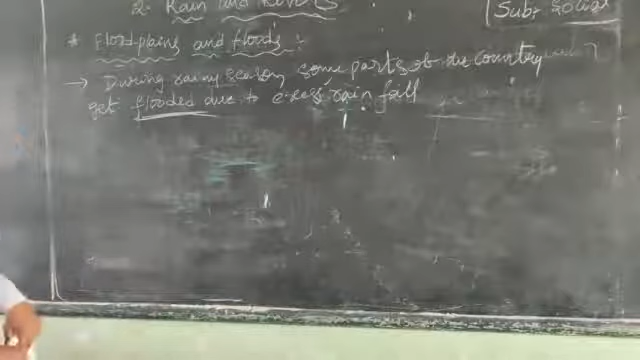 2. Rain and Rivers
Sub: Social
* Flood plains and floods :
→ During rainy season some parts of the country
get flooded due to excess rain fall